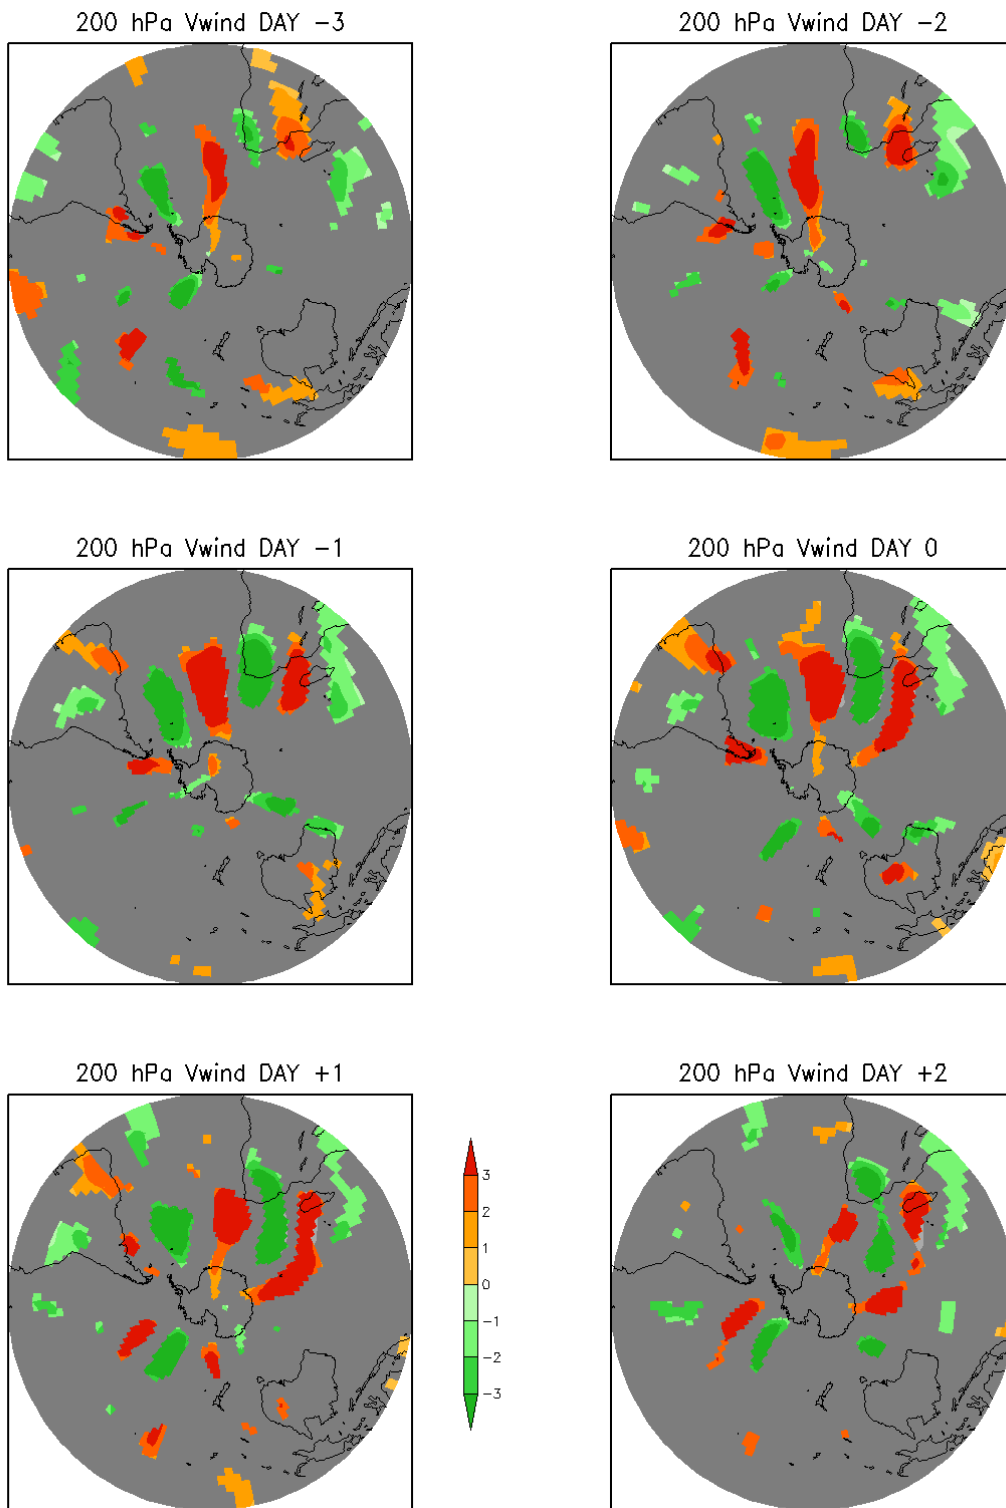 200 hPa Vwind DAY −3
200 hPa Vwind DAY −2
200 hPa Vwind DAY −1
200 hPa Vwind DAY 0
200 hPa Vwind DAY +1
200 hPa Vwind DAY +2
3
2
1
0
−1
−2
−3